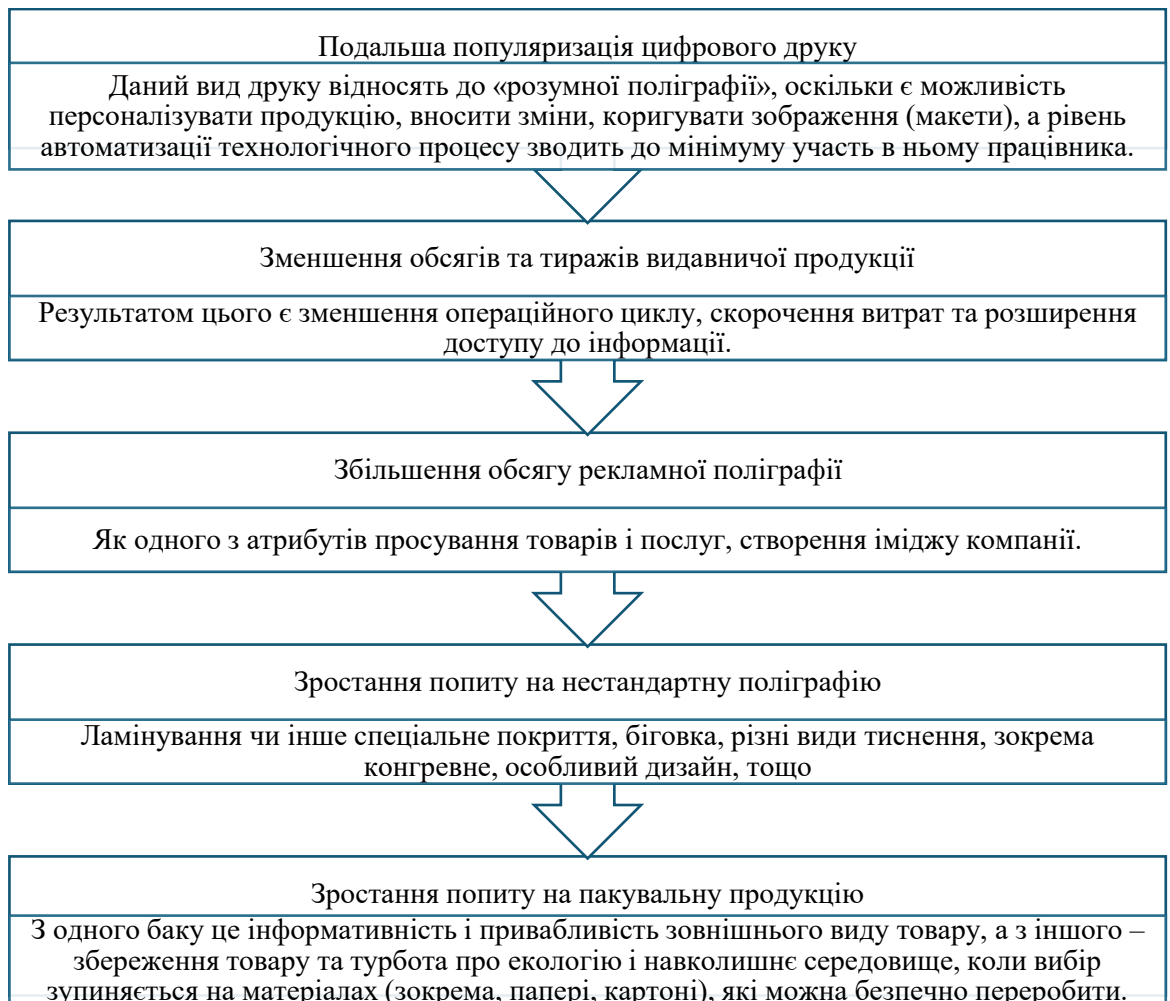 Подальша популяризація цифрового друку
Даний вид друку відносять до «розумної поліграфії», оскільки є можливість
персоналізувати продукцію, вносити зміни, коригувати зображення (макети), а рівень
автоматизації технологічного процесу зводить до мінімуму участь в ньому працівника.
Зменшення обсягів та тиражів видавничої продукції
Результатом цього є зменшення операційного циклу, скорочення витрат та розширення
доступу до інформації.
Збільшення обсягу рекламної поліграфії
Як одного з атрибутів просування товарів і послуг, створення іміджу компанії.
Зростання попиту на нестандартну поліграфію
Ламінування чи інше спеціальне покриття, біговка, різні види тиснення, зокрема
конгревне, особливий дизайн, тощо
Зростання попиту на пакувальну продукцію
З одного баку це інформативність і привабливість зовнішнього виду товару, а з іншого –
збереження товару та турбота про екологію і навколишнє середовище, коли вибір
зупиняється на матеріалах (зокрема, папері, картоні), які можна безпечно переробити.